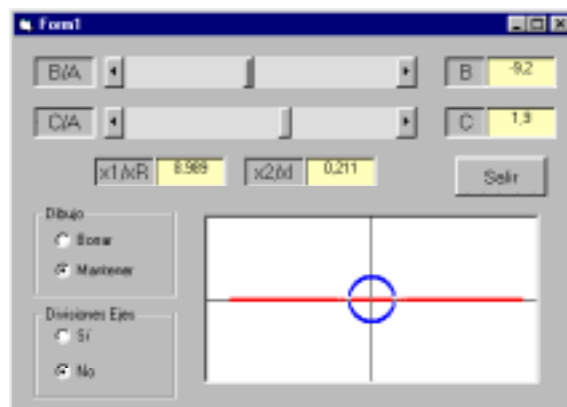 Form1
B/A
B
-9,2
C/A
C
1,9
x1/xR
8,989
x2/xI
0,211
Salir
Dibujo
Borrar
Mantener
Divisiones Ejes
Sí
No